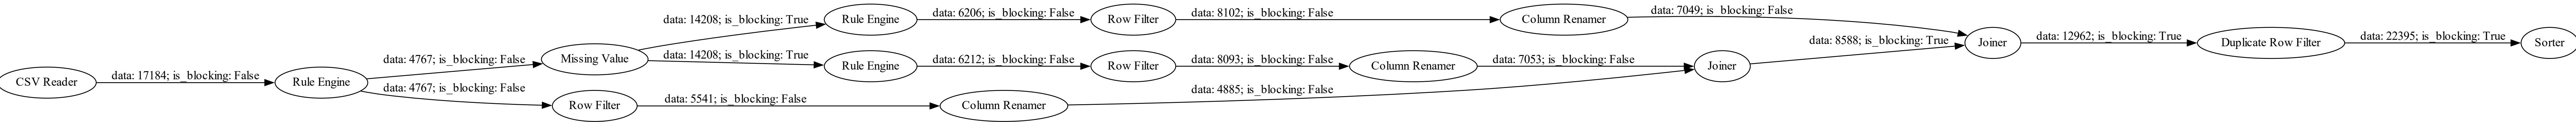 CSV Reader
data: 17184; is_blocking: False
Rule Engine
data: 4767; is_blocking: False
data: 4767; is_blocking: False
Missing Value
Row Filter
data: 14208; is_blocking: True
data: 14208; is_blocking: True
data: 5541; is_blocking: False
Rule Engine
Rule Engine
Column Renamer
data: 6206; is_blocking: False
data: 6212; is_blocking: False
Row Filter
Row Filter
data: 8102; is_blocking: False
data: 8093; is_blocking: False
data: 4885; is_blocking: False
Column Renamer
Column Renamer
data: 7049; is_blocking: False
data: 7053; is_blocking: False
Joiner
data: 8588; is_blocking: True
Joiner
data: 12962; is_blocking: True
Duplicate Row Filter
data: 22395; is_blocking: True
Sorter